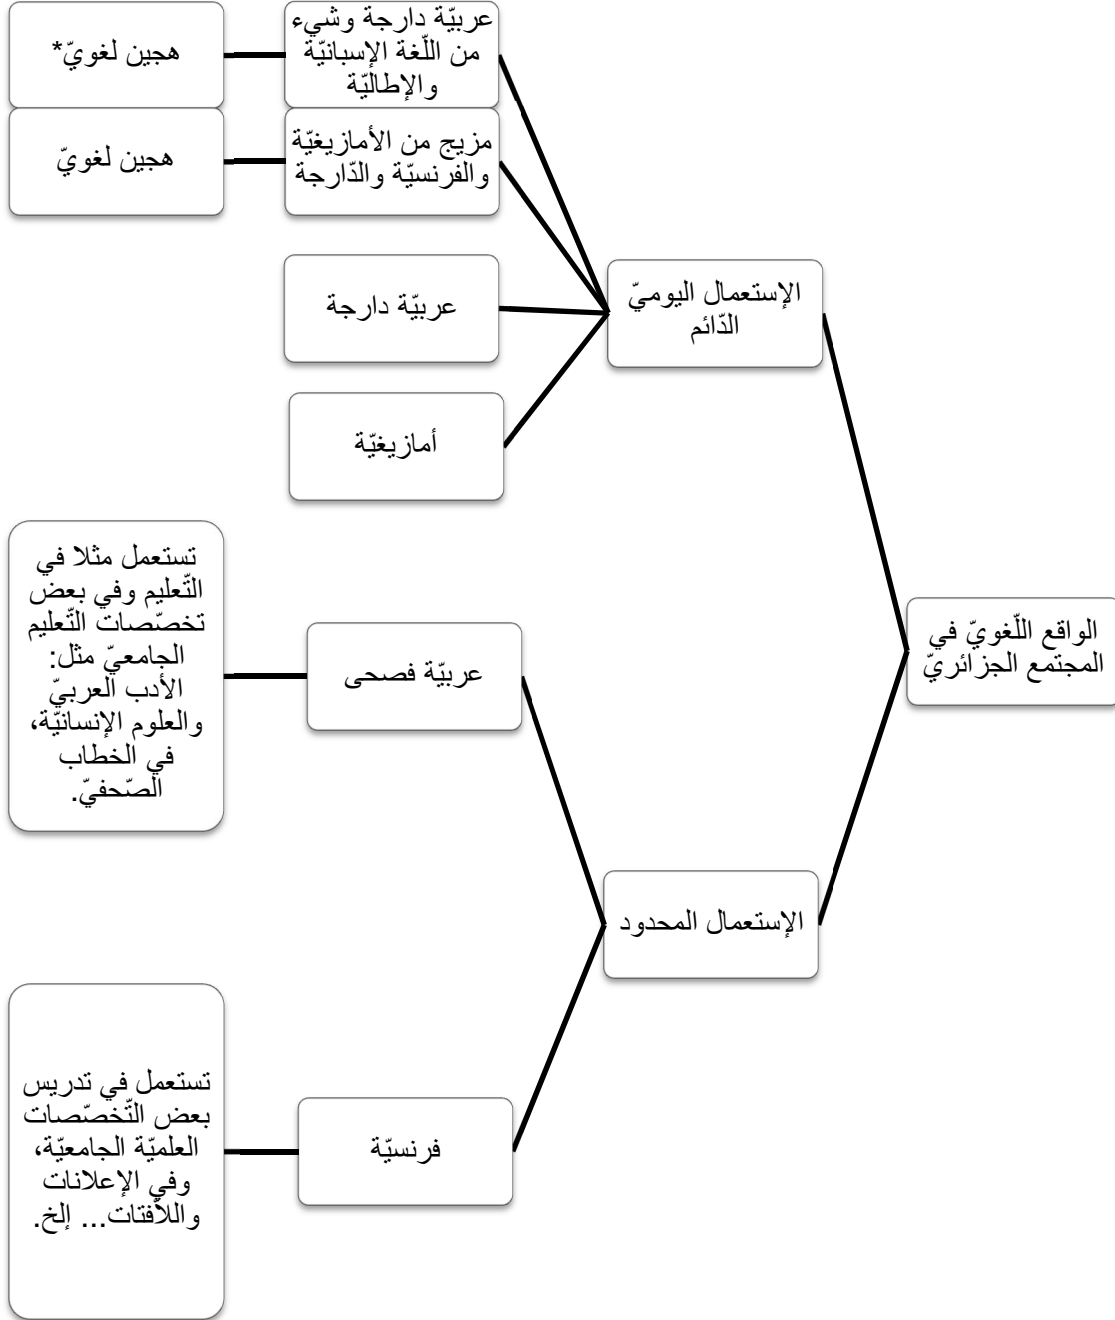 الواقع اللّغويّ في
المجتمع الجزائريّ
الإستعمال اليوميّ
الدّائم
عربيّة دارجة وشيء
من اللّغة الإسبانيّة
والإطاليّة
هجين لغويّ*
مزيج من الأمازيغيّة
والفرنسيّة والدّارجة
هجين لغويّ
عربيّة دارجة
أمازيغيّة
الإستعمال المحدود
عربيّة فصحى
تستعمل مثلا في
التّعليم وفي بعض
تخصّصات التّعليم
الجامعيّ مثل:
الأدب العربيّ
والعلوم الإنسانيّة،
في الخطاب
الصّحفيّ.
فرنسيّة
تستعمل في تدريس
بعض التّخصّصات
العلميّة الجامعيّة،
وفي الإعلانات
واللاّفتات... إلخ.